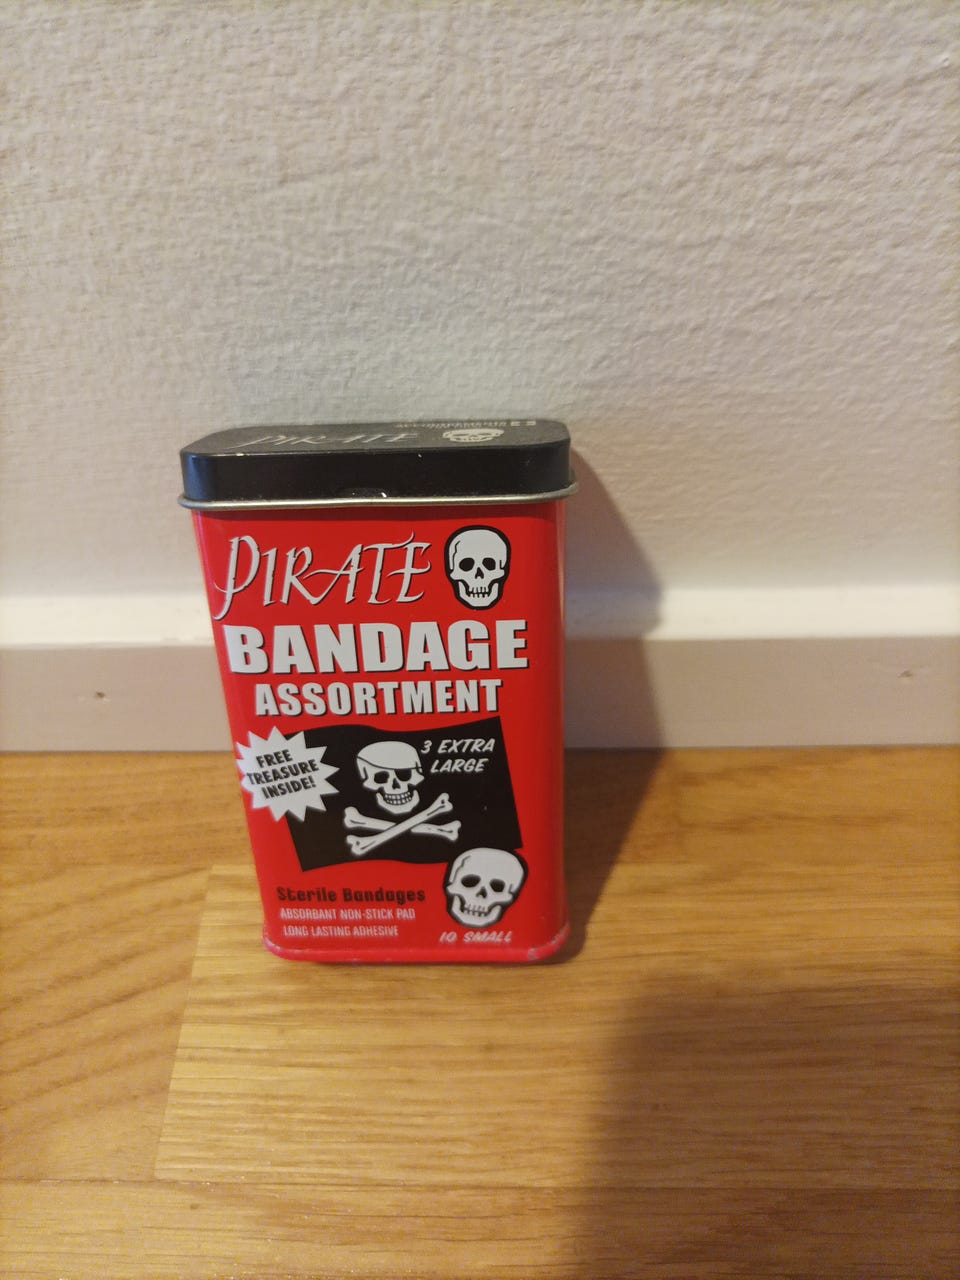 PIRATE
PIRATE
BANDAGE
ASSORTMENT
FREE
TREASURE
INSIDE!
3 EXTRA
LARGE
Sterile Bandages
ABSORBANT NON-STICK PAD
LONG LASTING ADHESIVE
10 SMALL